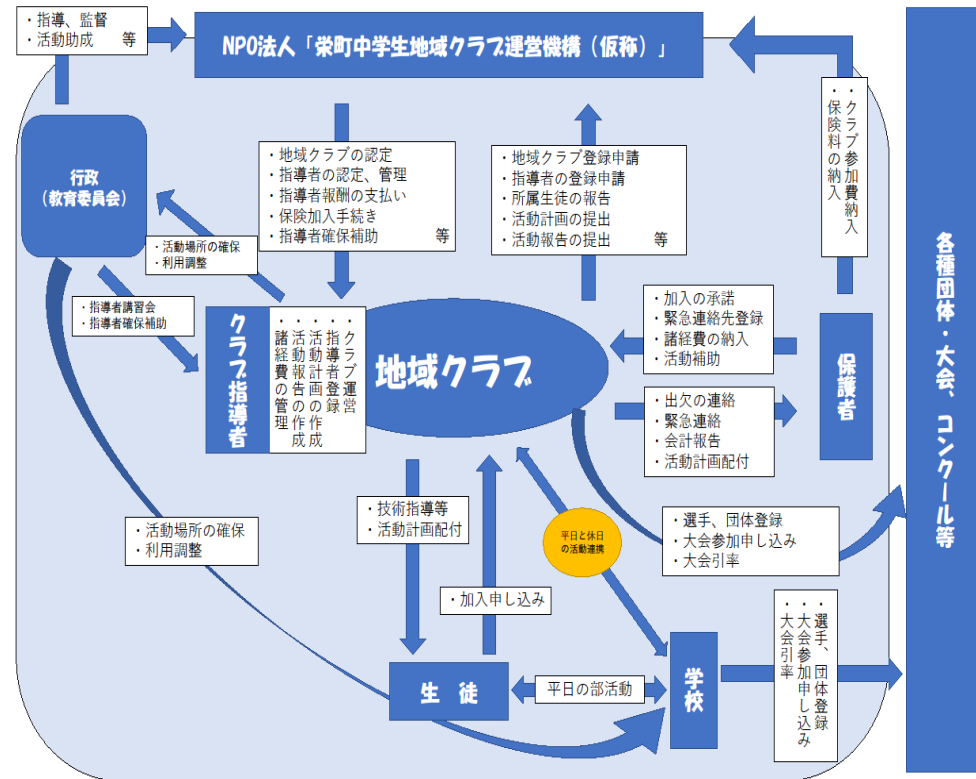 ・指導、監督
・活動助成　等
NPO法人「栄町中学生地域クラブ運営機構（仮称）」
・クラブ参加費納入
・保険料の納入
行政
（教育委員会）
・地域クラブの認定
・指導者の認定、管理
・指導者報酬の支払い
・保険加入手続き
・指導者確保補助　等
・地域クラブ登録申請
・指導者の登録申請
・所属生徒の報告
・活動計画の提出
・活動報告の提出　等
・活動場所の確保
・利用調整
・指導者講習会
・指導者確保補助
クラブ指導者
・クラブ運営
・指導者登録
・活動計画の作成
・活動報告の作成
・諸経費の管理
地域クラブ
・加入の承諾
・緊急連絡先登録
・諸経費の納入
・活動補助
・出欠の連絡
・緊急連絡
・会計報告
・活動計画配付
保護者
各種団体・大会、コンクール等
・活動場所の確保
・利用調整
・技術指導等
・活動計画配付
平日と休日
の活動連携
・選手、団体登録
・大会参加申し込み
・大会引率
・加入申し込み
・選手、団体登録
・大会参加申し込み
・大会引率
生　徒
平日の部活動
学校